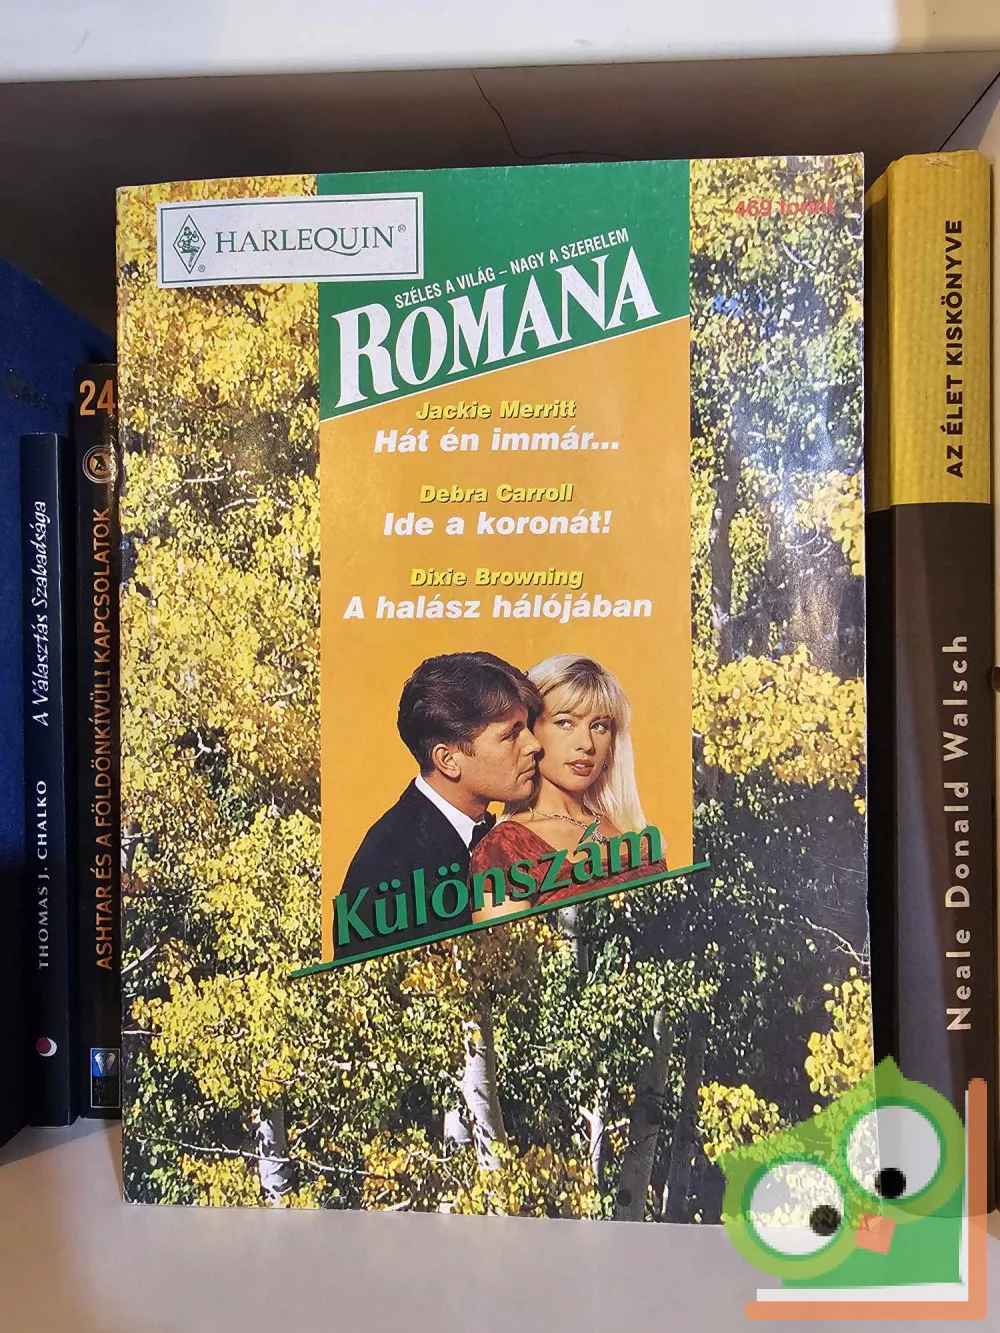 HARLEQUIN®
469 forint
SZÉLES A VILÁG – NAGY A SZERELEM
ROMANA
Jackie Merritt
Hát én immár...
Debra Carroll
Ide a koronát!
Dixie Browning
A halász hálójában
Különszám
THOMAS J. CHALKO A Választás Szabadsága
24
ASHTAR ÉS A FÖLDÖNKÍVÜLI KAPCSOLATOK
Neale Donald Walsch AZ ÉLET KISKÖNYVE